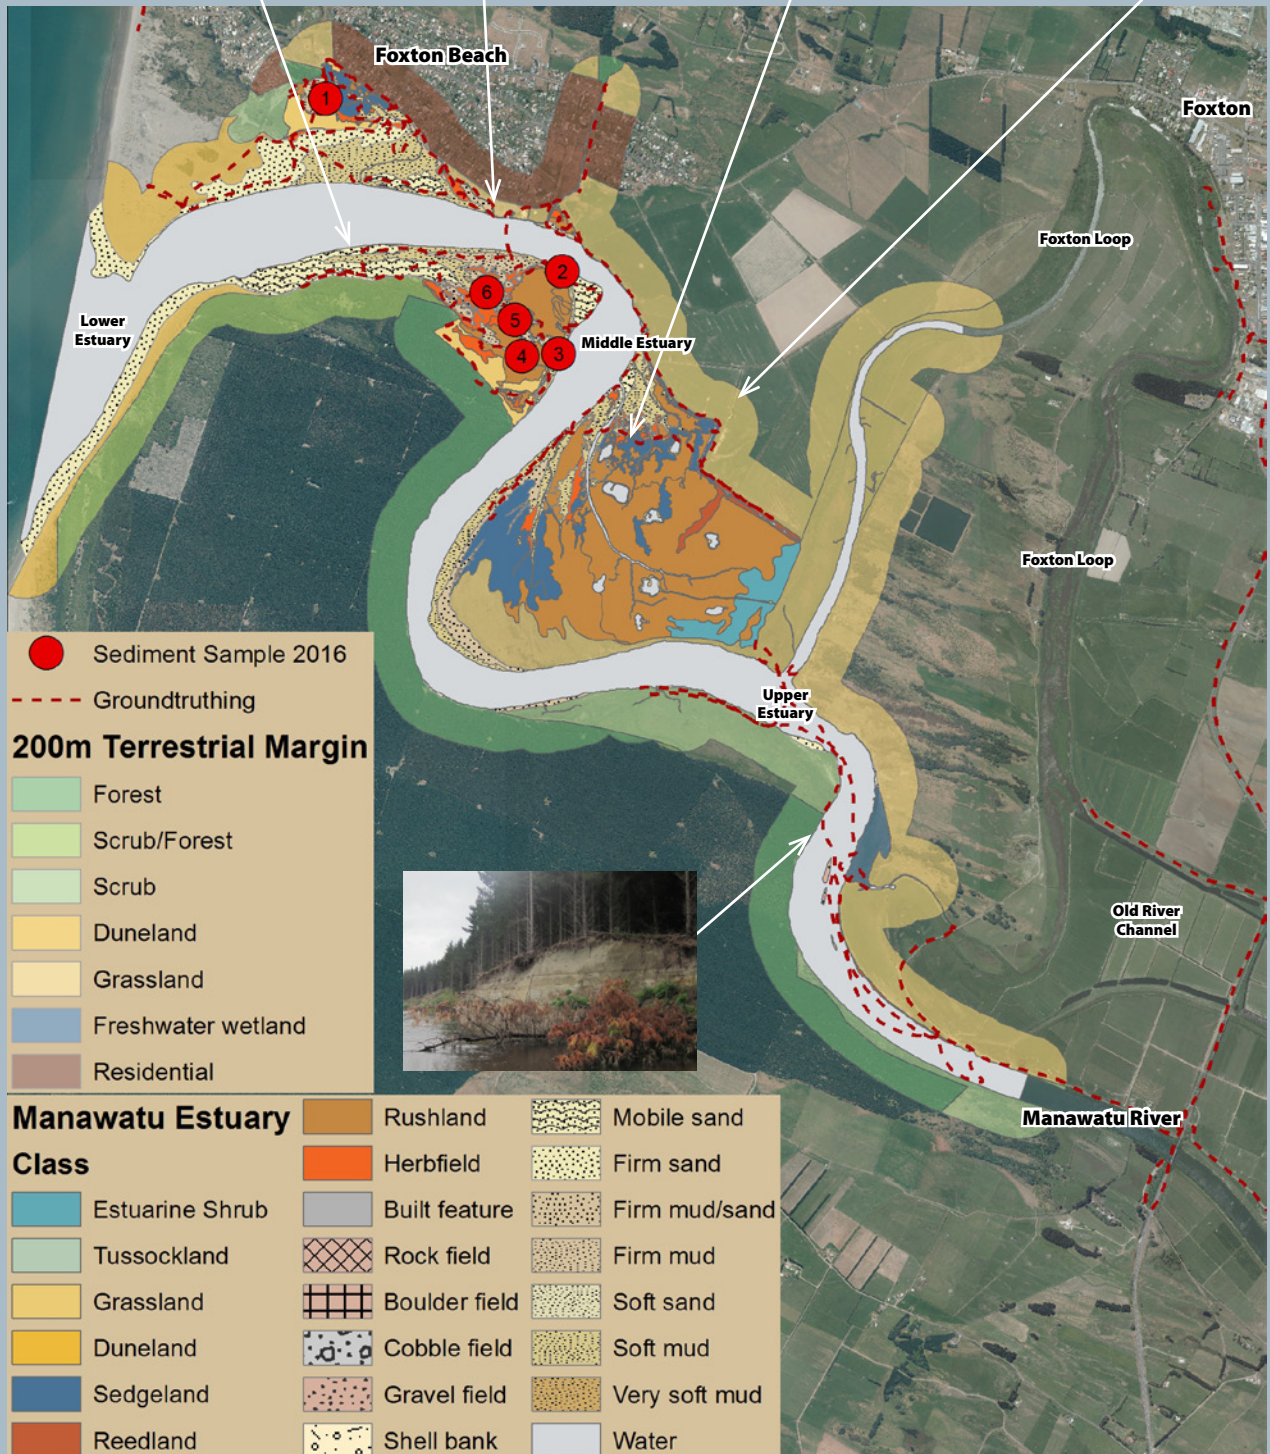 Foxton Beach
Foxton
1
Foxton Loop
2
6
5
Lower
Estuary
4
3
Middle Estuary
Foxton Loop
Sediment Sample 2016
Groundtruthing
Upper
Estuary
200m Terrestrial Margin
Forest
Scrub/Forest
Scrub
Duneland
Grassland
Freshwater wetland
Residential
Old River
Channel
Manawatu River
Manawatu Estuary
Class
Estuarine Shrub
Tussockland
Grassland
Duneland
Sedgeland
Reedland
Rushland
Herbfield
Built feature
Rock field
Boulder field
Cobble field
Gravel field
Shell bank
Mobile sand
Firm sand
Firm mud/sand
Firm mud
Soft sand
Soft mud
Very soft mud
Water